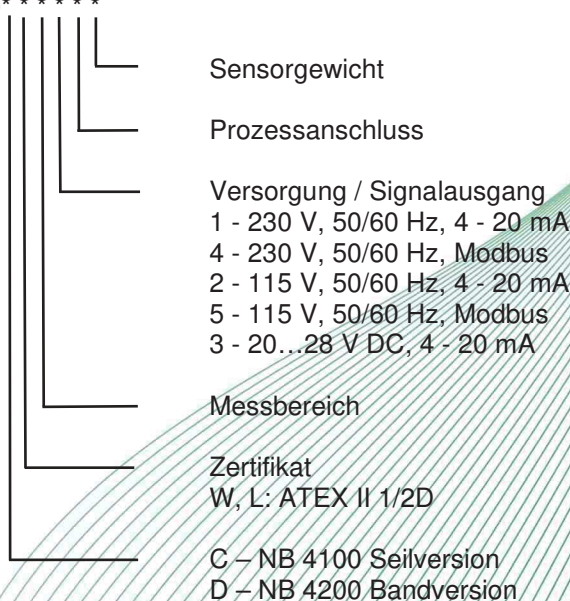 * * * * * *
Sensorgewicht
Prozessanschluss
Versorgung / Signalausgang
1 - 230 V, 50/60 Hz, 4 - 20 mA
4 - 230 V, 50/60 Hz, Modbus
2 - 115 V, 50/60 Hz, 4 - 20 mA
5 - 115 V, 50/60 Hz, Modbus
3 - 20…28 V DC, 4 - 20 mA
Messbereich
Zertifikat
W, L: ATEX II 1/2D
C – NB 4100 Seilversion
D – NB 4200 Bandversion